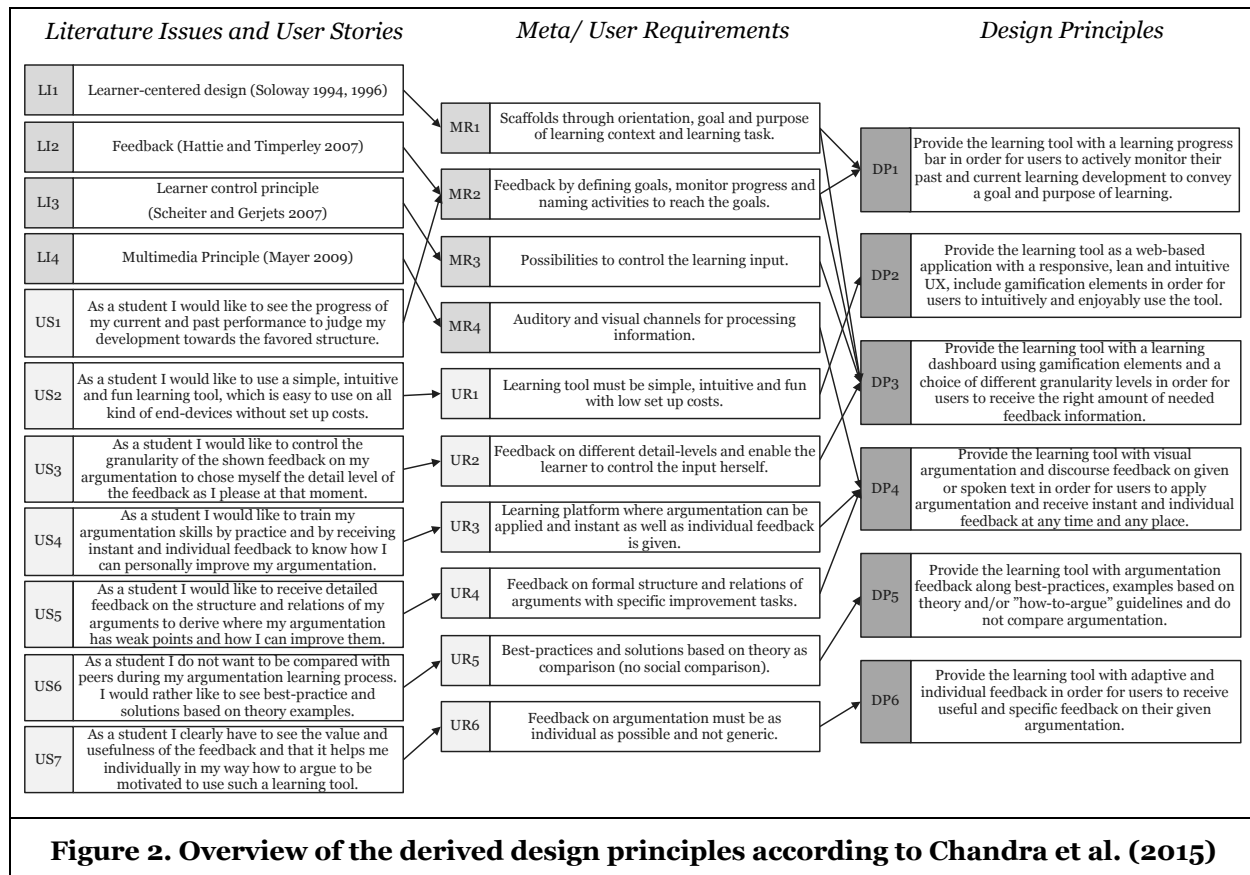 Literature Issues and User Stories
Meta/ User Requirements
Design Principles
LI1
Learner-centered design (Soloway 1994, 1996)
LI2
Feedback (Hattie and Timperley 2007)
LI3
Learner control principle
(Scheiter and Gerjets 2007)
LI4
Multimedia Principle (Mayer 2009)
US1
As a student I would like to see the progress of
my current and past performance to judge my
development towards the favored structure.
US2
As a student I would like to use a simple, intuitive
and fun learning tool, which is easy to use on all
kind of end-devices without set up costs.
US3
As a student I would like to control the
granularity of the shown feedback on my
argumentation to chose myself the detail level of
the feedback as I please at that moment.
US4
As a student I would like to train my
argumentation skills by practice and by receiving
instant and individual feedback to know how I
can personally improve my argumentation.
US5
As a student I would like to receive detailed
feedback on the structure and relations of my
arguments to derive where my argumentation
has weak points and how I can improve them.
US6
As a student I do not want to be compared with
peers during my argumentation learning process.
I would rather like to see best-practice and
solutions based on theory examples.
US7
As a student I clearly have to see the value and
usefulness of the feedback and that it helps me
individually in my way how to argue to be
motivated to use such a learning tool.
MR1
Scaffolds through orientation, goal and purpose
of learning context and learning task.
MR2
Feedback by defining goals, monitor progress and
naming activities to reach the goals.
MR3
Possibilities to control the learning input.
MR4
Auditory and visual channels for processing
information.
UR1
Learning tool must be simple, intuitive and fun
with low set up costs.
UR2
Feedback on different detail-levels and enable the
learner to control the input herself.
UR3
Learning platform where argumentation can be
applied and instant as well as individual feedback
is given.
UR4
Feedback on formal structure and relations of
arguments with specific improvement tasks.
UR5
Best-practices and solutions based on theory as
comparison (no social comparison).
UR6
Feedback on argumentation must be as
individual as possible and not generic.
DP1
Provide the learning tool with a learning progress
bar in order for users to actively monitor their
past and current learning development to convey
a goal and purpose of learning.
DP2
Provide the learning tool as a web-based
application with a responsive, lean and intuitive
UX, include gamification elements in order for
users to intuitively and enjoyably use the tool.
DP3
Provide the learning tool with a learning
dashboard using gamification elements and a
choice of different granularity levels in order for
users to receive the right amount of needed
feedback information.
DP4
Provide the learning tool with visual
argumentation and discourse feedback on given
or spoken text in order for users to apply
argumentation and receive instant and individual
feedback at any time and any place.
DP5
Provide the learning tool with argumentation
feedback along best-practices, examples based on
theory and/or ”how-to-argue” guidelines and do
not compare argumentation.
DP6
Provide the learning tool with adaptive and
individual feedback in order for users to receive
useful and specific feedback on their given
argumentation.
Figure 2. Overview of the derived design principles according to Chandra et al. (2015)